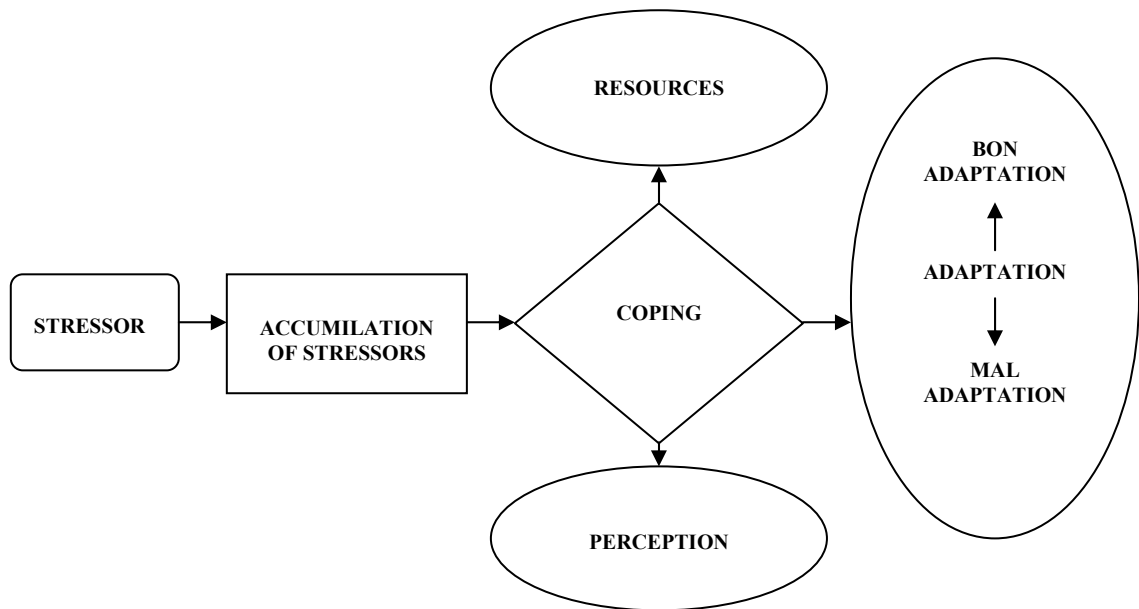 RESOURCES
BON
ADAPTATION
ADAPTATION
MAL
ADAPTATION
STRESSOR
ACCUMILATION
OF STRESSORS
COPING
PERCEPTION